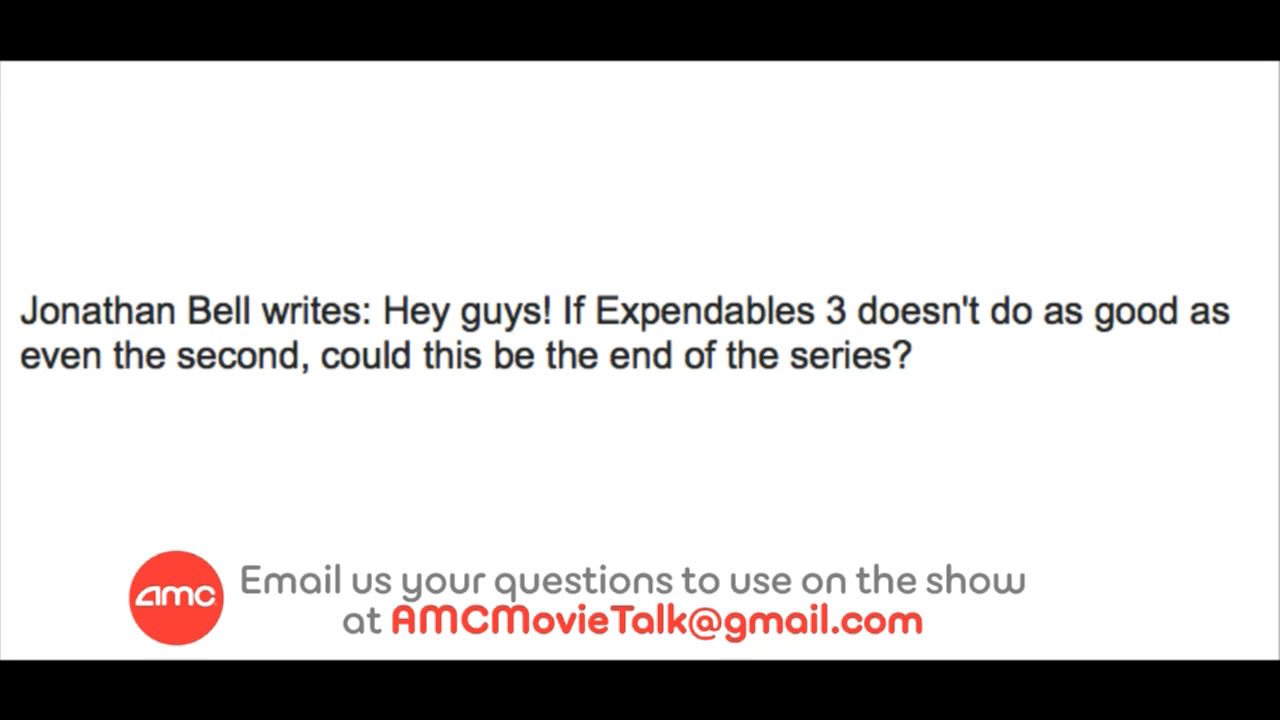 Jonathan Bell writes: Hey guys! If Expendables 3 doesn't do as good as
even the second, could this be the end of the series?
amc
Email us your questions to use on the show
at AMCMovieTalk@gmail.com